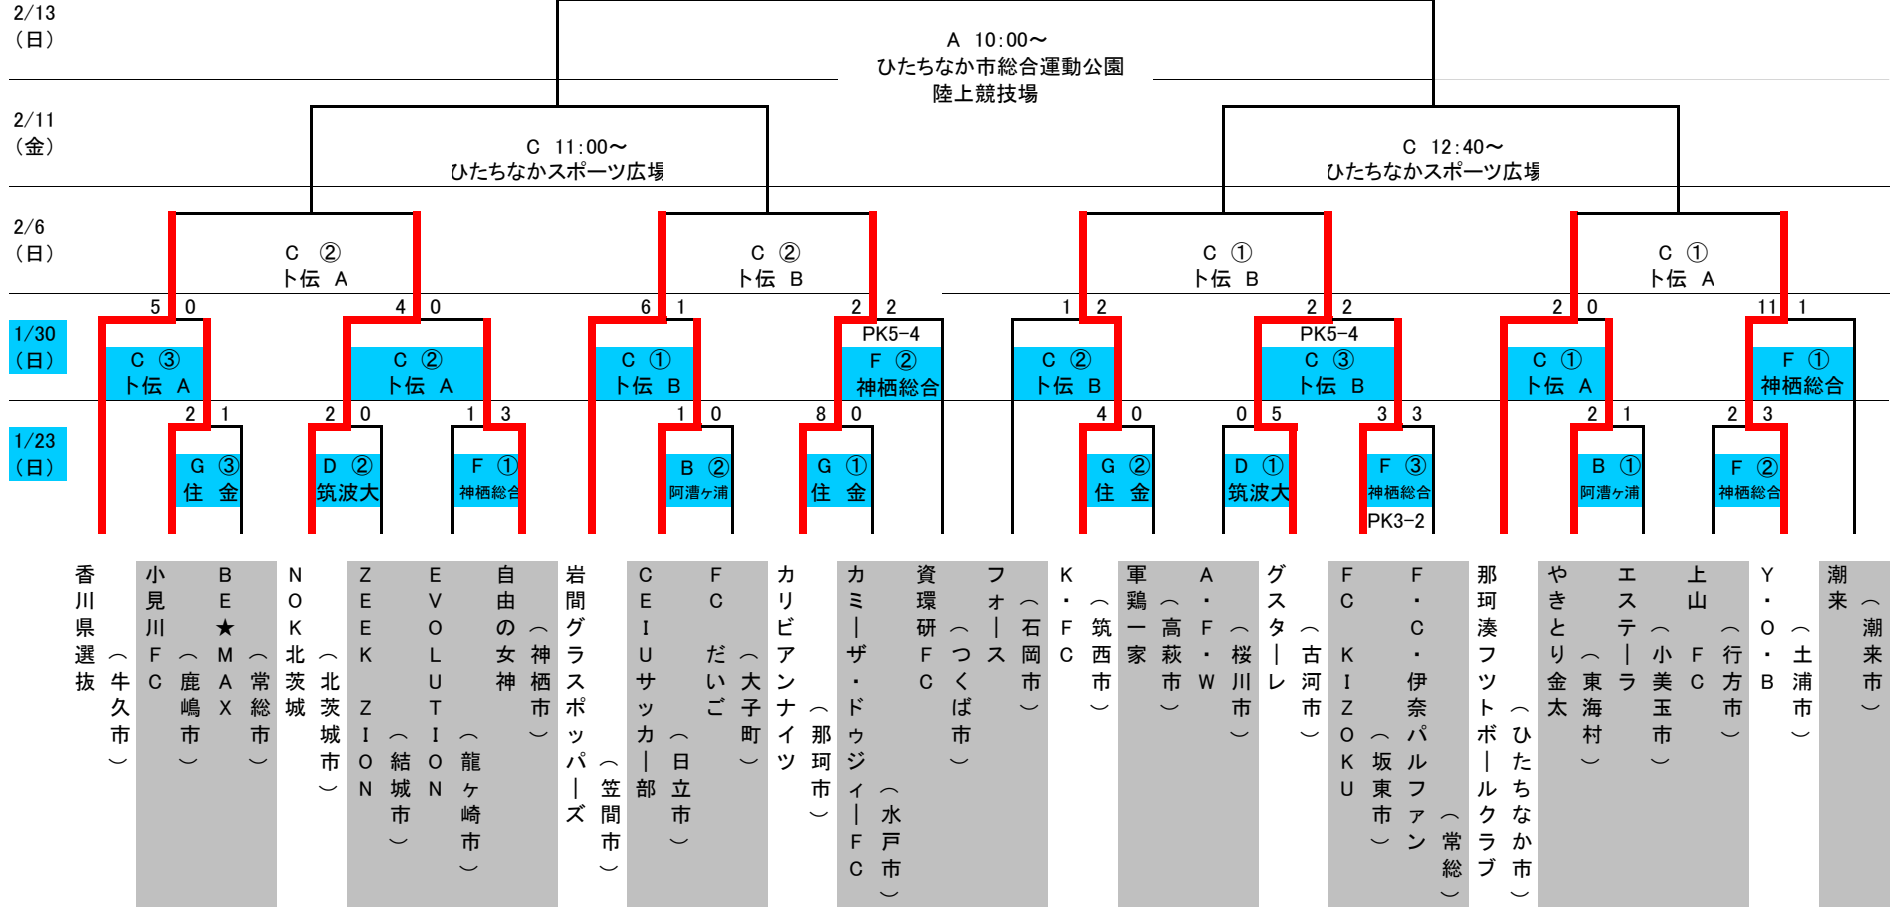 2/13
（日）
A 10:00～
ひたちなか市総合運動公園
陸上競技場
2/11
（金）
C 11:00～
ひたちなかスポーツ広場
C 12:40～
ひたちなかスポーツ広場
2/6
（日）
C ②
ト伝 A
C ②
ト伝 B
C ①
ト伝 B
C ①
ト伝 A
5 0
4 0
6 1
2 2
1 2
2 2
2 0
11 1
1/30
（日）
C ③
ト伝 A
C ②
ト伝 A
C ①
ト伝 B
PK5-4
F ②
神栖総合
C ②
ト伝 B
PK5-4
C ③
ト伝 B
C ①
ト伝 A
F ①
神栖総合
2 1
2 0
1 3
1 0
8 0
4 0
0 5
3 3
2 1
2 3
1/23
（日）
G ③
住 金
D ②
筑波大
F ①
神栖総合
B ②
阿漕ヶ浦
G ①
住 金
G ②
住 金
D ①
筑波大
F ③
神栖総合
PK3-2
B ①
阿漕ヶ浦
F ②
神栖総合
香川県選抜
（牛久市）
小見川FC
（鹿嶋市）
BE★MAX
（常総市）
NOK北茨城
（北茨城市）
ZEEK ZION
（結城市）
EVOLUTION
（龍ヶ崎市）
自由の女神
（神栖市）
岩間グラスポッパーズ
（笠間市）
CEIUサッカー部
（日立市）
FC だいご
（大子町）
カリビアンナイツ
（那珂市）
カミーザ・ドゥジィーFC
（水戸市）
資環研FC
（つくば市）
フォース
（石岡市）
K・FC
（筑西市）
軍鶏一家
（高萩市）
A・F・W
（桜川市）
グスターレ
（古河市）
FC KIZOKU
（坂東市）
F・C・伊奈パルファン
（常総）
那珂湊フットボールクラブ
（ひたちなか市）
やきとり金太
（東海村）
エステーラ
（小美玉市）
上山 FC
（行方市）
Y・O・B
（土浦市）
潮来
（潮来市）